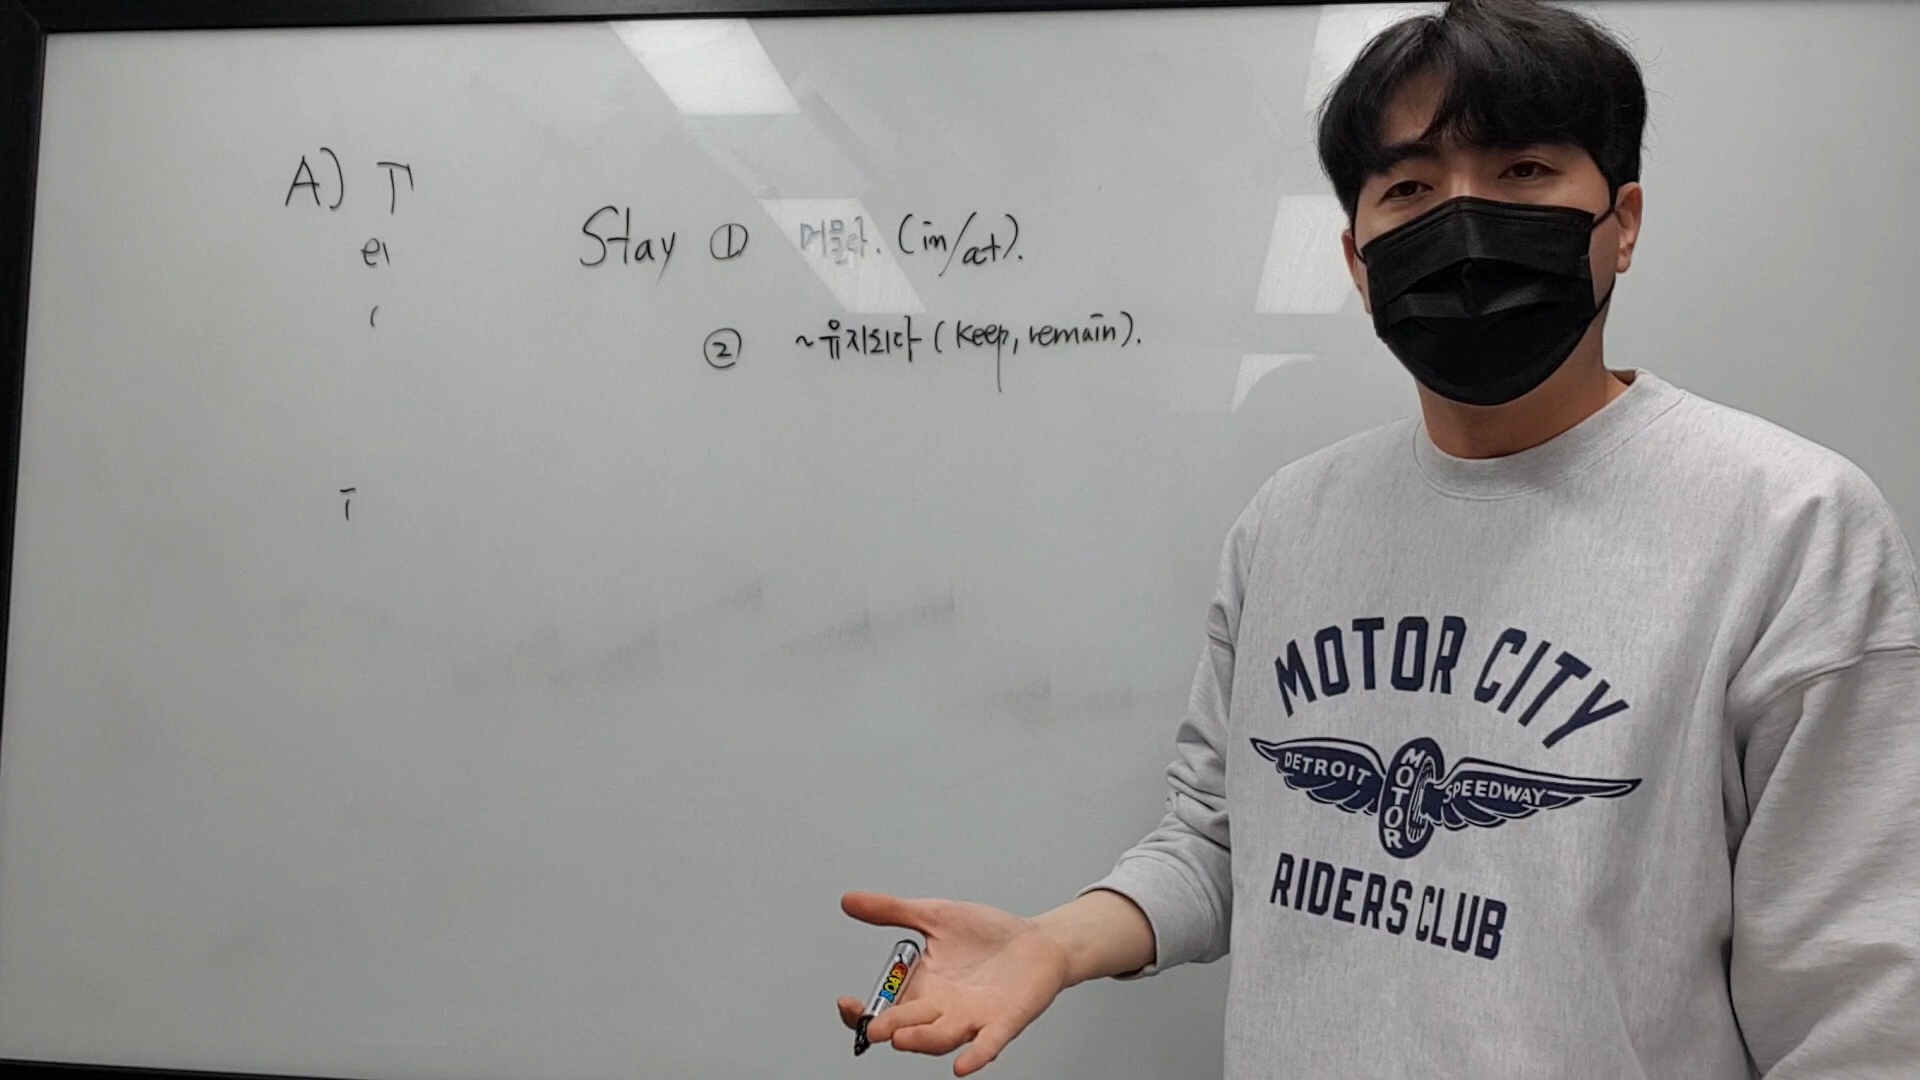 A)
Stay ① 머물다. (in/at).
② ~유지되다 (keep, remain).
MOTOR CITY
DETROIT MOTOR SPEEDWAY
RIDERS CLUB
BOARD